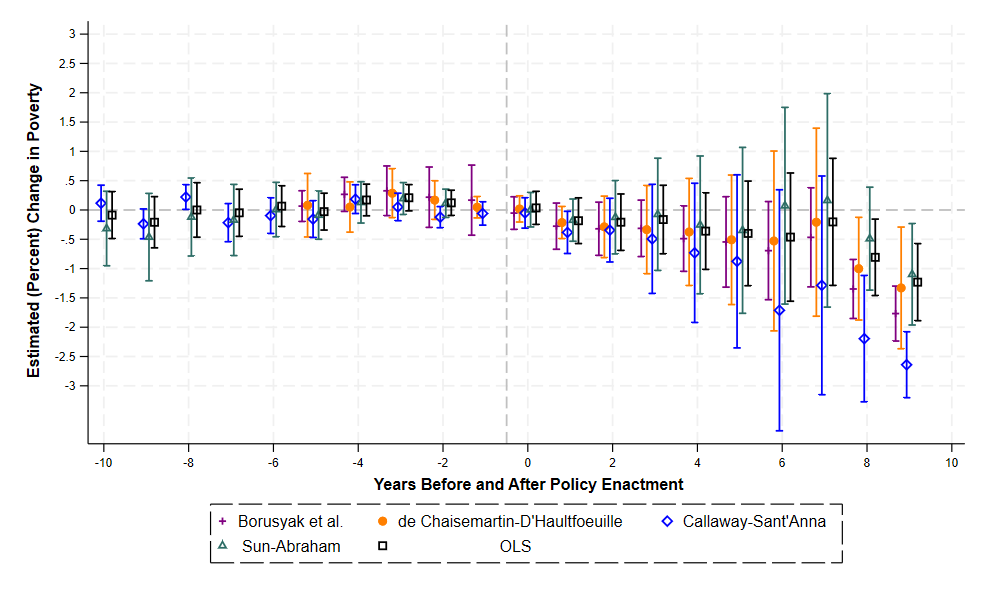 Estimated (Percent) Change in Poverty
3
2.5
2
1.5
1
.5
0
-.5
-1
-1.5
-2
-2.5
-3
-10 -8 -6 -4 -2 0 2 4 6 8 10
Years Before and After Policy Enactment
Borusyak et al. de Chaisemartin-D'Haultfoeuille Callaway-Sant'Anna
Sun-Abraham OLS